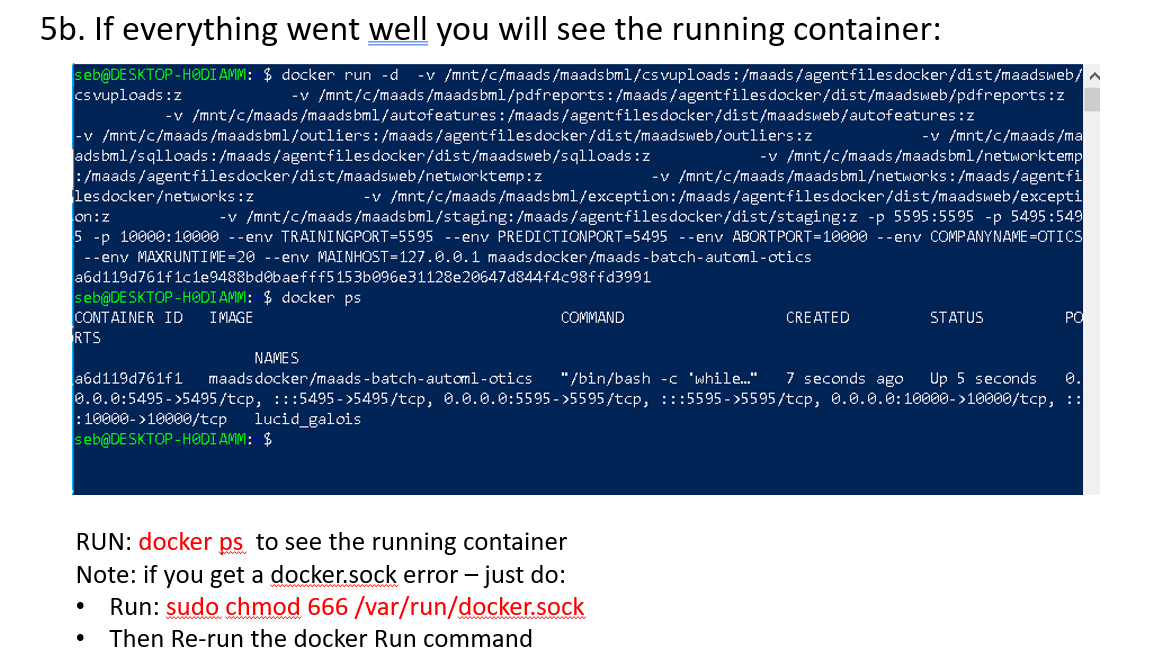 5b. If everything went well you will see the running container:
seb@DESKTOP-H0DIAMM: $ docker run -d -v /mnt/c/maads/maadsbml/csvuploads:/maads/agentfilesdocker/dist/maadsweb/
csvuploads:z -v /mnt/c/maads/maadsbml/pdfreports:/maads/agentfilesdocker/dist/maadsweb/pdfreports:z
-v /mnt/c/maads/maadsbml/autofeatures:/maads/agentfilesdocker/dist/maadsweb/autofeatures:z
-v /mnt/c/maads/maadsbml/outliers:/maads/agentfilesdocker/dist/maadsweb/outliers:z -v /mnt/c/maads/ma
adsbml/sqlloads:/maads/agentfilesdocker/dist/maadsweb/sqlloads:z -v /mnt/c/maads/maadsbml/networktemp
:/maads/agentfilesdocker/dist/maadsweb/networktemp:z -v /mnt/c/maads/maadsbml/networks:/maads/agentfi
lesdocker/networks:z -v /mnt/c/maads/maadsbml/exception:/maads/agentfilesdocker/dist/maadsweb/excepti
on:z -v /mnt/c/maads/maadsbml/staging:/maads/agentfilesdocker/dist/staging:z -p 5595:5595 -p 5495:549
5 -p 10000:10000 --env TRAININGPORT=5595 --env PREDICTIONPORT=5495 --env ABORTPORT=10000 --env COMPANYNAME=OTICS
--env MAXRUNTIME=20 --env MAINHOST=127.0.0.1 maadsdocker/maads-batch-automl-otics
a6d119d761f1c1e9488bd0baefff5153b096e31128e20647d844f4c98ffd3991
seb@DESKTOP-H0DIAMM: $ docker ps
CONTAINER ID IMAGE COMMAND CREATED STATUS PO
RTS
NAMES
a6d119d761f1 maadsdocker/maads-batch-automl-otics "/bin/bash -c 'while…" 7 seconds ago Up 5 seconds 0.
0.0.0:5495->5495/tcp, :::5495->5495/tcp, 0.0.0.0:5595->5595/tcp, :::5595->5595/tcp, 0.0.0.0:10000->10000/tcp, ::
:10000->10000/tcp lucid_galois
seb@DESKTOP-H0DIAMM: $
RUN: docker ps to see the running container
Note: if you get a docker.sock error – just do:
• Run: sudo chmod 666 /var/run/docker.sock
• Then Re-run the docker Run command